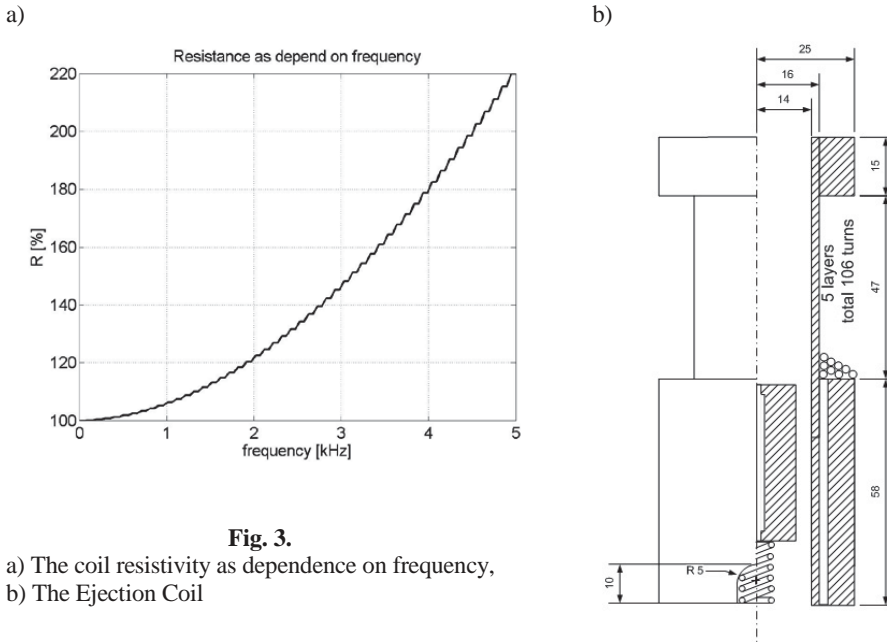 a)
Resistance as depend on frequency
R [%]
220
200
180
160
140
120
100
0 1 2 3 4 5
frequency [kHz]
Fig. 3.
a) The coil resistivity as dependence on frequency,
b) The Ejection Coil
b)
25
16
14
15
47
5 layers
total 106 turns
58
R 5
10